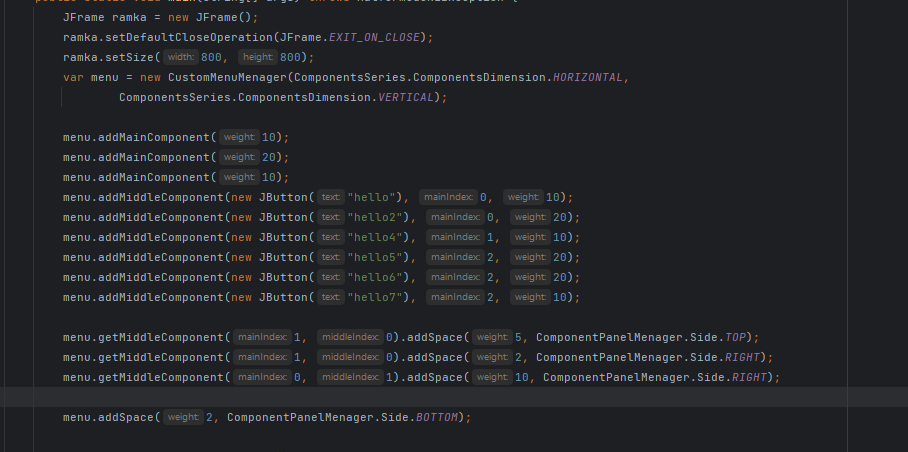 public static void main(String[] args) throws
JFrame ramka = new JFrame();
ramka.setDefaultCloseOperation(JFrame.EXIT_ON_CLOSE);
ramka.setSize( width: 800, height: 800);
var menu = new CustomMenuMenager(ComponentsSeries.ComponentsDimension.HORIZONTAL,
ComponentsSeries.ComponentsDimension.VERTICAL);
menu.addMainComponent( weight: 10);
menu.addMainComponent( weight: 20);
menu.addMainComponent( weight: 10);
menu.addMiddleComponent(new JButton( text: "hello"), mainIndex: 0, weight: 10);
menu.addMiddleComponent(new JButton( text: "hello2"), mainIndex: 0, weight: 20);
menu.addMiddleComponent(new JButton( text: "hello4"), mainIndex: 1, weight: 10);
menu.addMiddleComponent(new JButton( text: "hello5"), mainIndex: 2, weight: 20);
menu.addMiddleComponent(new JButton( text: "hello6"), mainIndex: 2, weight: 20);
menu.addMiddleComponent(new JButton( text: "hello7"), mainIndex: 2, weight: 10);
menu.getMiddleComponent( mainIndex: 1, middleIndex: 0).addSpace( weight: 5, ComponentPanelMenager.Side.TOP);
menu.getMiddleComponent( mainIndex: 1, middleIndex: 0).addSpace( weight: 2, ComponentPanelMenager.Side.RIGHT);
menu.getMiddleComponent( mainIndex: 0, middleIndex: 1).addSpace( weight: 10, ComponentPanelMenager.Side.RIGHT);
menu.addSpace( weight: 2, ComponentPanelMenager.Side.BOTTOM);